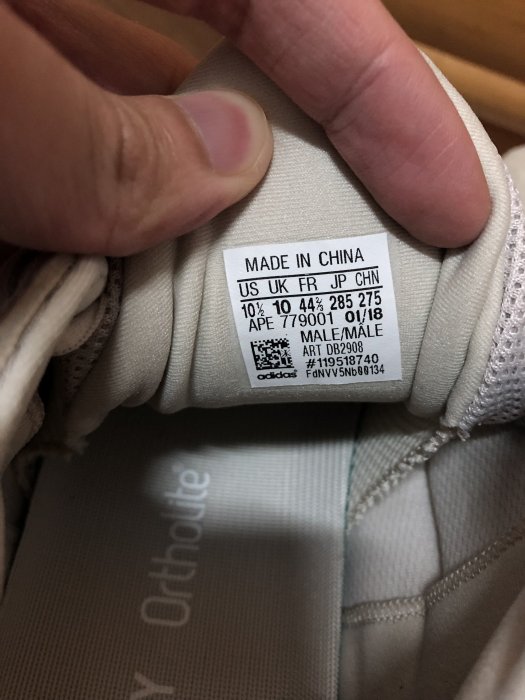 MADE IN CHINA
US UK FR JP CHN
10½ 10 44⅔ 285 275
APE 779001 01/18
MALE/MÂLE
ART DB2908
#119518740
adidas FdNVV5Nb00134
Ortholite®
Y